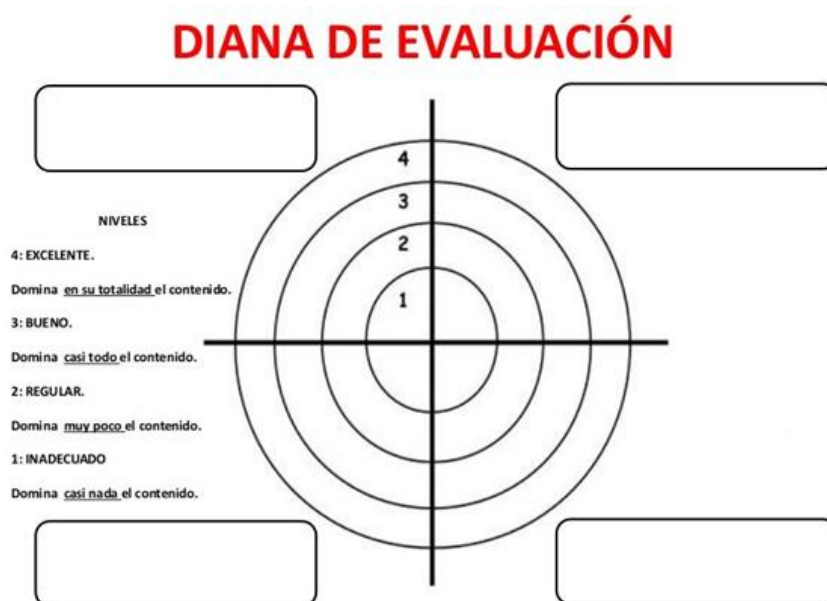 DIANA DE EVALUACIÓN
4
3
2
1
NIVELES
4: EXCELENTE.
Domina en su totalidad el contenido.
3: BUENO.
Domina casi todo el contenido.
2: REGULAR.
Domina muy poco el contenido.
1: INADECUADO
Domina casi nada el contenido.